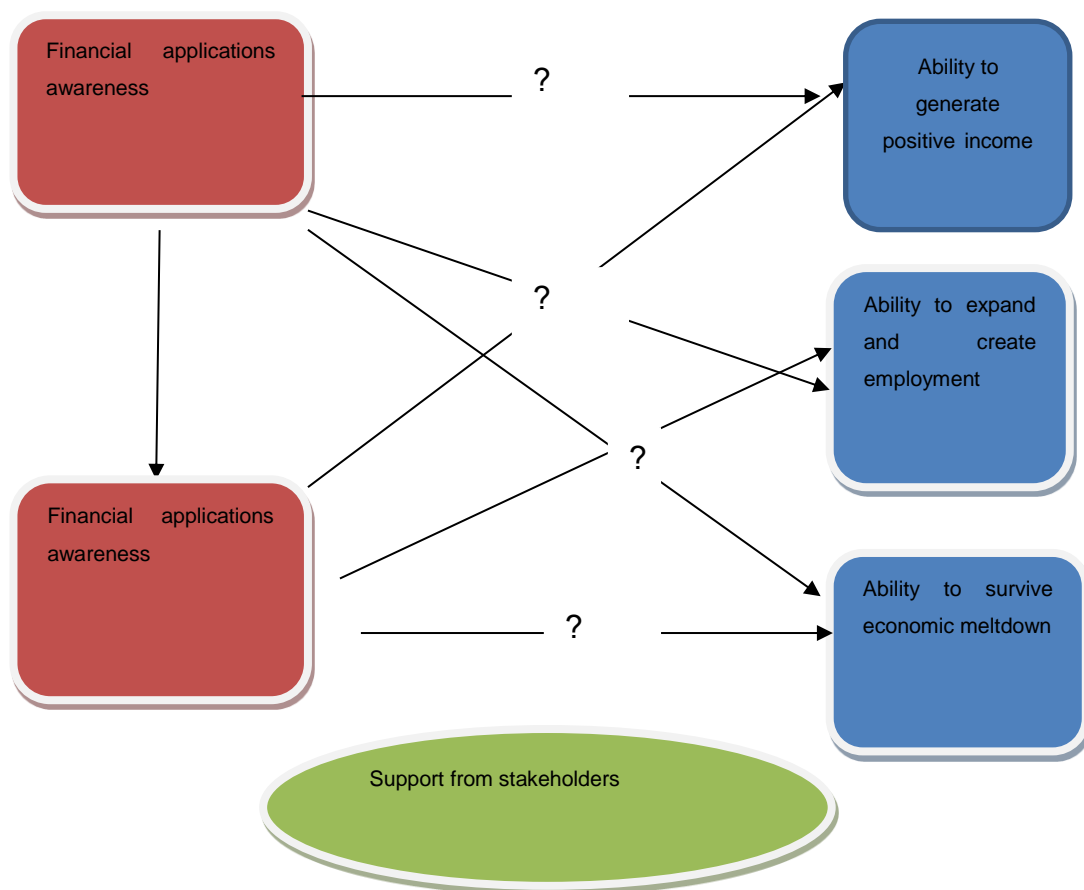 Financial applications
awareness
?
Ability to
generate
positive income
?
Ability to expand
and create
employment
?
Financial applications
awareness
?
Ability to survive
economic meltdown
Support from stakeholders